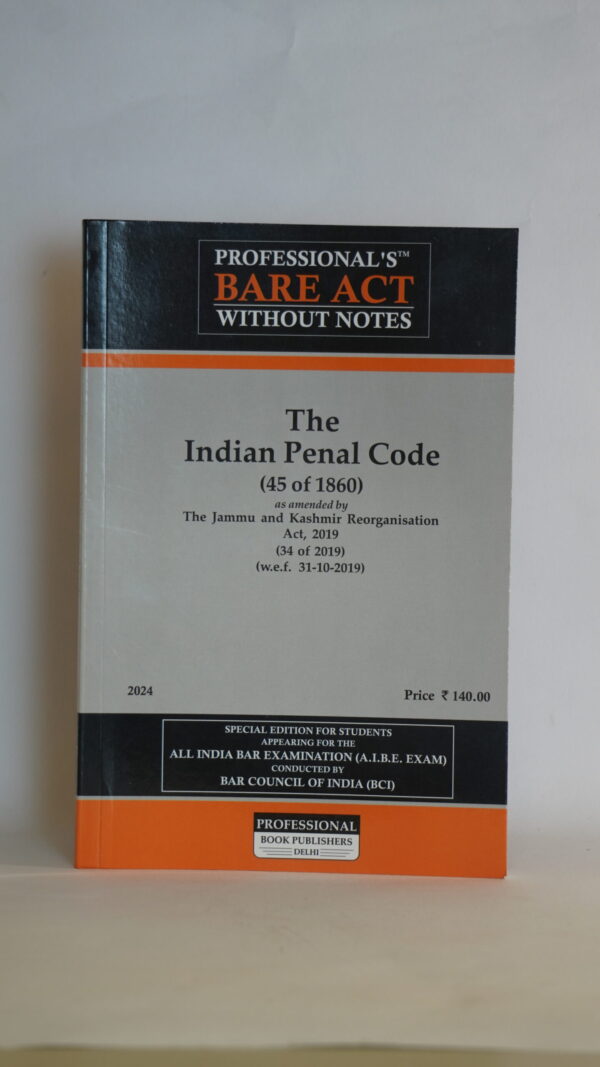 PROFESSIONAL'S™
BARE ACT
WITHOUT NOTES
The
Indian Penal Code
(45 of 1860)
as amended by
The Jammu and Kashmir Reorganisation
Act, 2019
(34 of 2019)
(w.e.f. 31-10-2019)
2024
Price ₹ 140.00
SPECIAL EDITION FOR STUDENTS
APPEARING FOR THE
ALL INDIA BAR EXAMINATION (A.I.B.E. EXAM)
CONDUCTED BY
BAR COUNCIL OF INDIA (BCI)
PROFESSIONAL
BOOK PUBLISHERS
DELHI